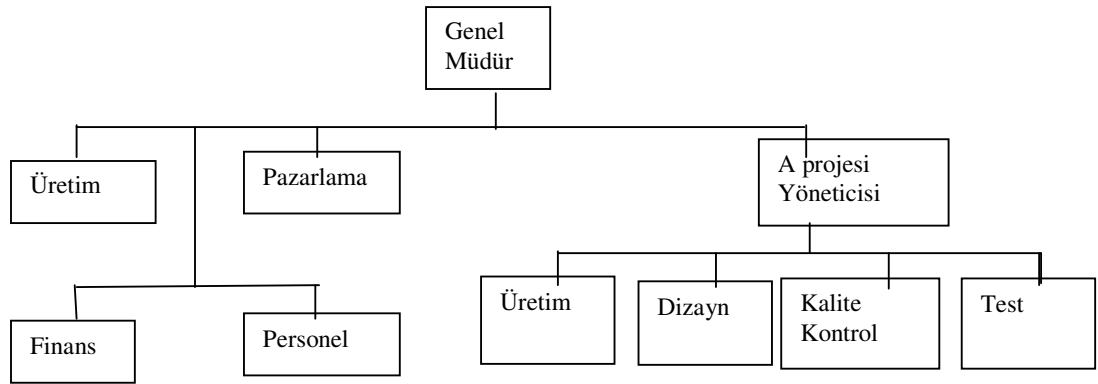 Genel
Müdür
Üretim
Pazarlama
A projesi
Yöneticisi
Üretim
Dizayn
Kalite
Kontrol
Test
Finans
Personel